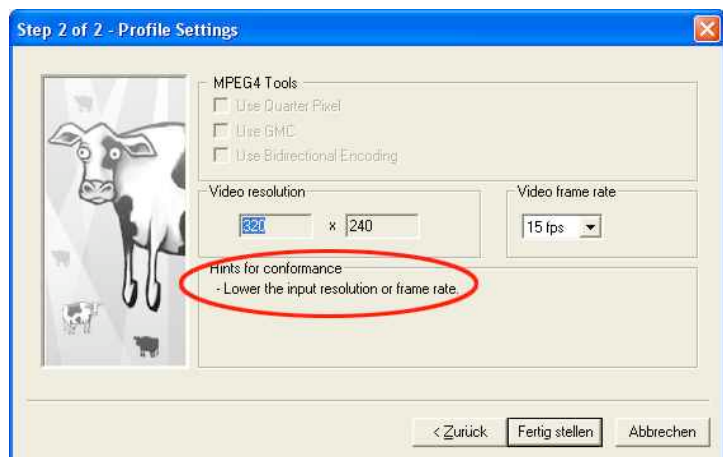 Step 2 of 2 - Profile Settings
MPEG4 Tools
Use Quarter Pixel
Use GMC
Use Bidirectional Encoding
Video resolution
320 x 240
Video frame rate
15 fps
Hints for conformance
- Lower the input resolution or frame rate.
< Zurück
Fertig stellen
Abbrechen